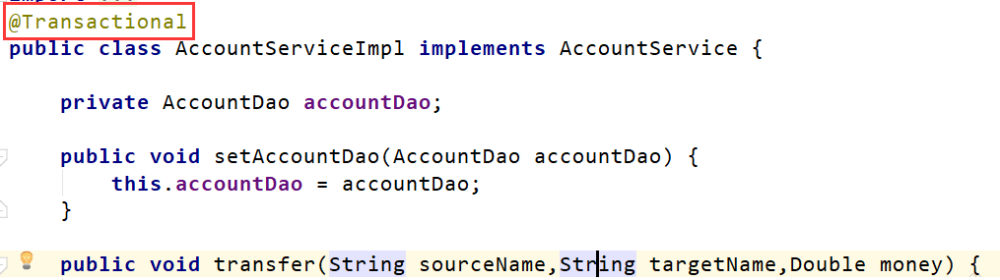 @Transactional
public class AccountServiceImpl implements AccountService {
private AccountDao accountDao;
public void setAccountDao(AccountDao accountDao) {
this.accountDao = accountDao;
}
public void transfer(String sourceName,String targetName,Double money) {